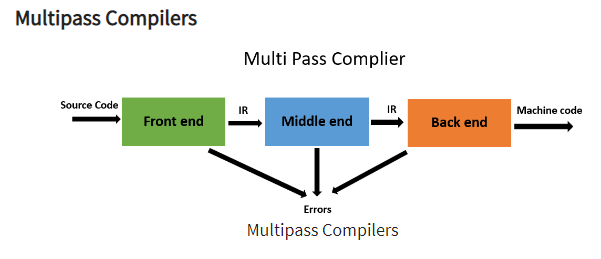 Multipass Compilers
Multi Pass Complier
Source Code
Front end
IR
Middle end
IR
Back end
Machine code
Errors
Multipass Compilers